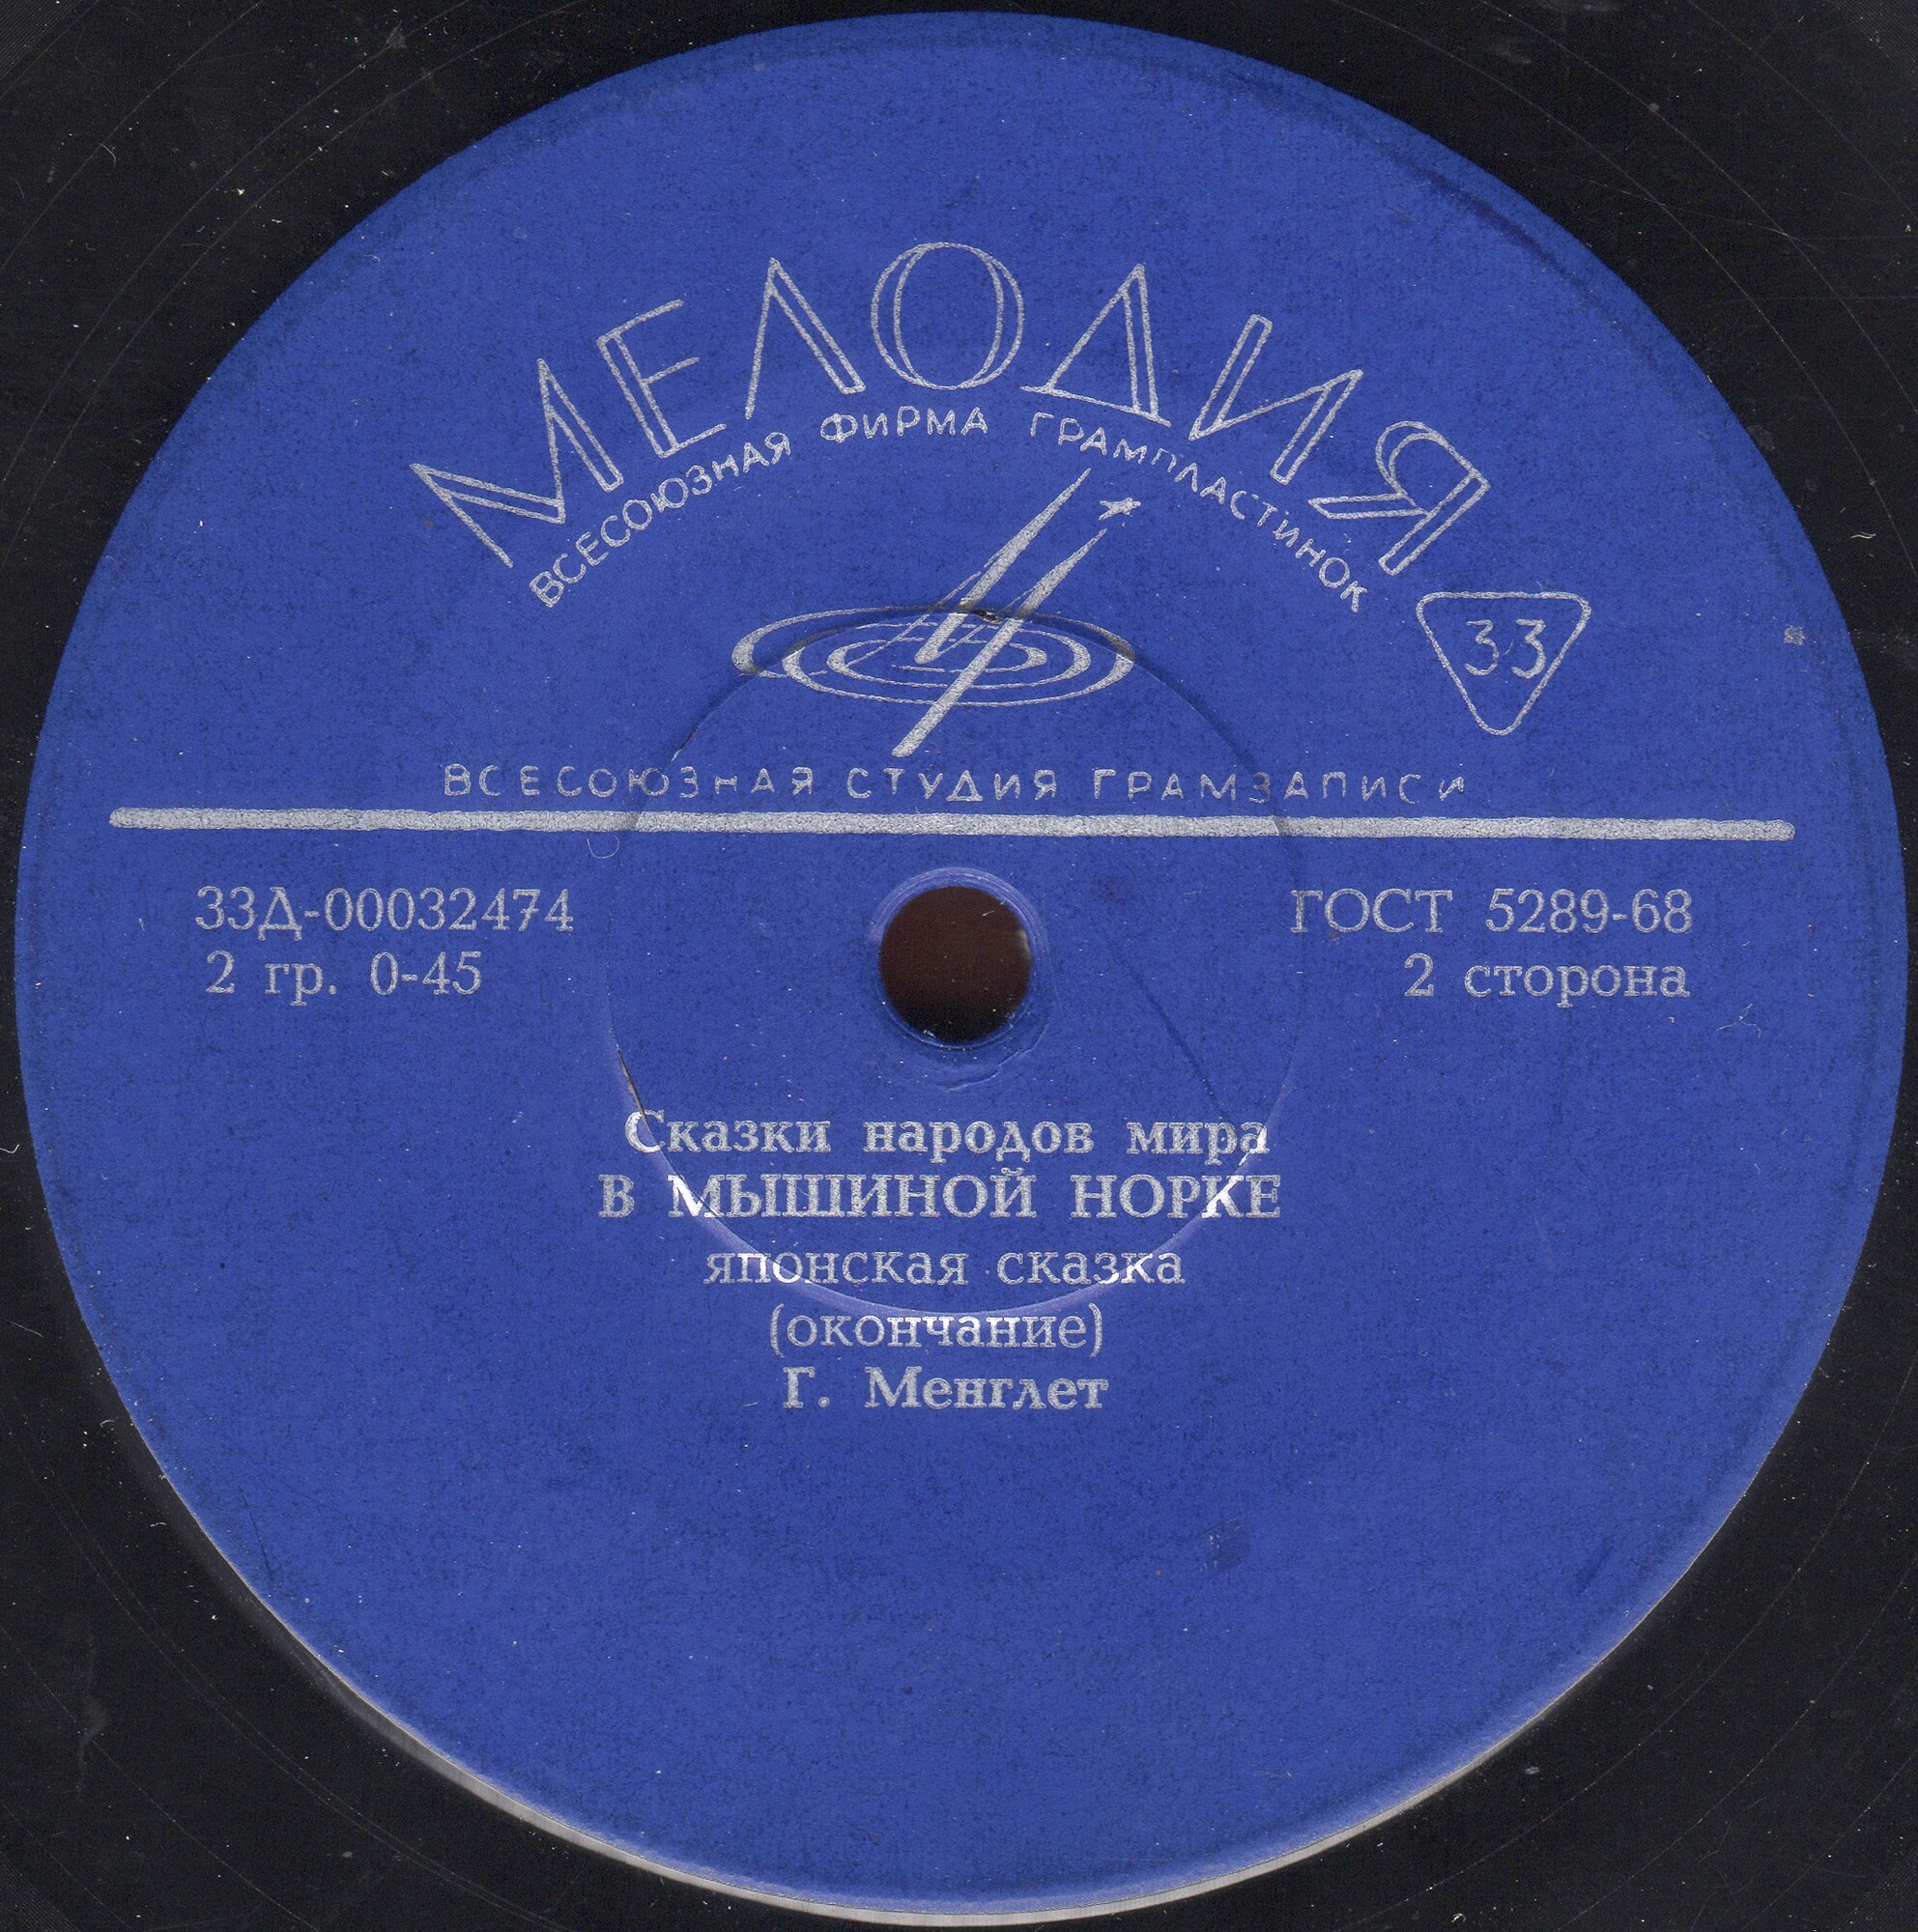 МЕЛОДИЯ
ВСЕСОЮЗНАЯ ФИРМА ГРАМПЛАСТИНОК
33
ВСЕСОЮЗНАЯ СТУДИЯ ГРАМЗАПИСИ
33Д-00032474
ГОСТ 5289-68
2 гр. 0-45
2 сторона
Сказки народов мира
В МЫШИНОЙ НОРКЕ
японская сказка
(окончание)
Г. Менглет